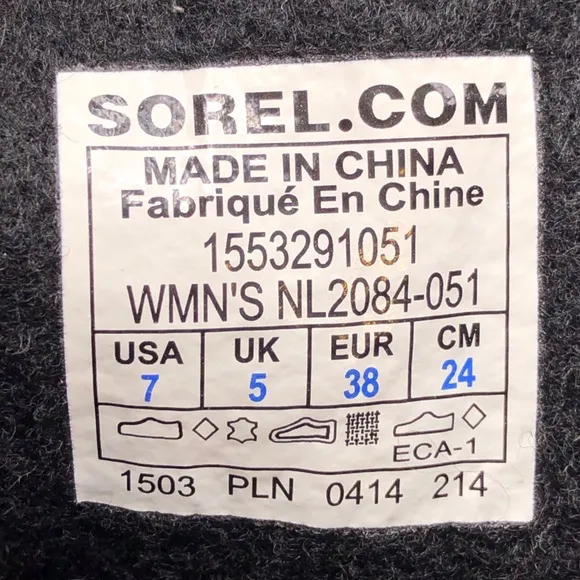 SOREL.COM
MADE IN CHINA
Fabriqué En Chine
1553291051
WMN'S NL2084-051
USA UK EUR CM
7 5 38 24
ECA-1
1503 PLN 0414 214